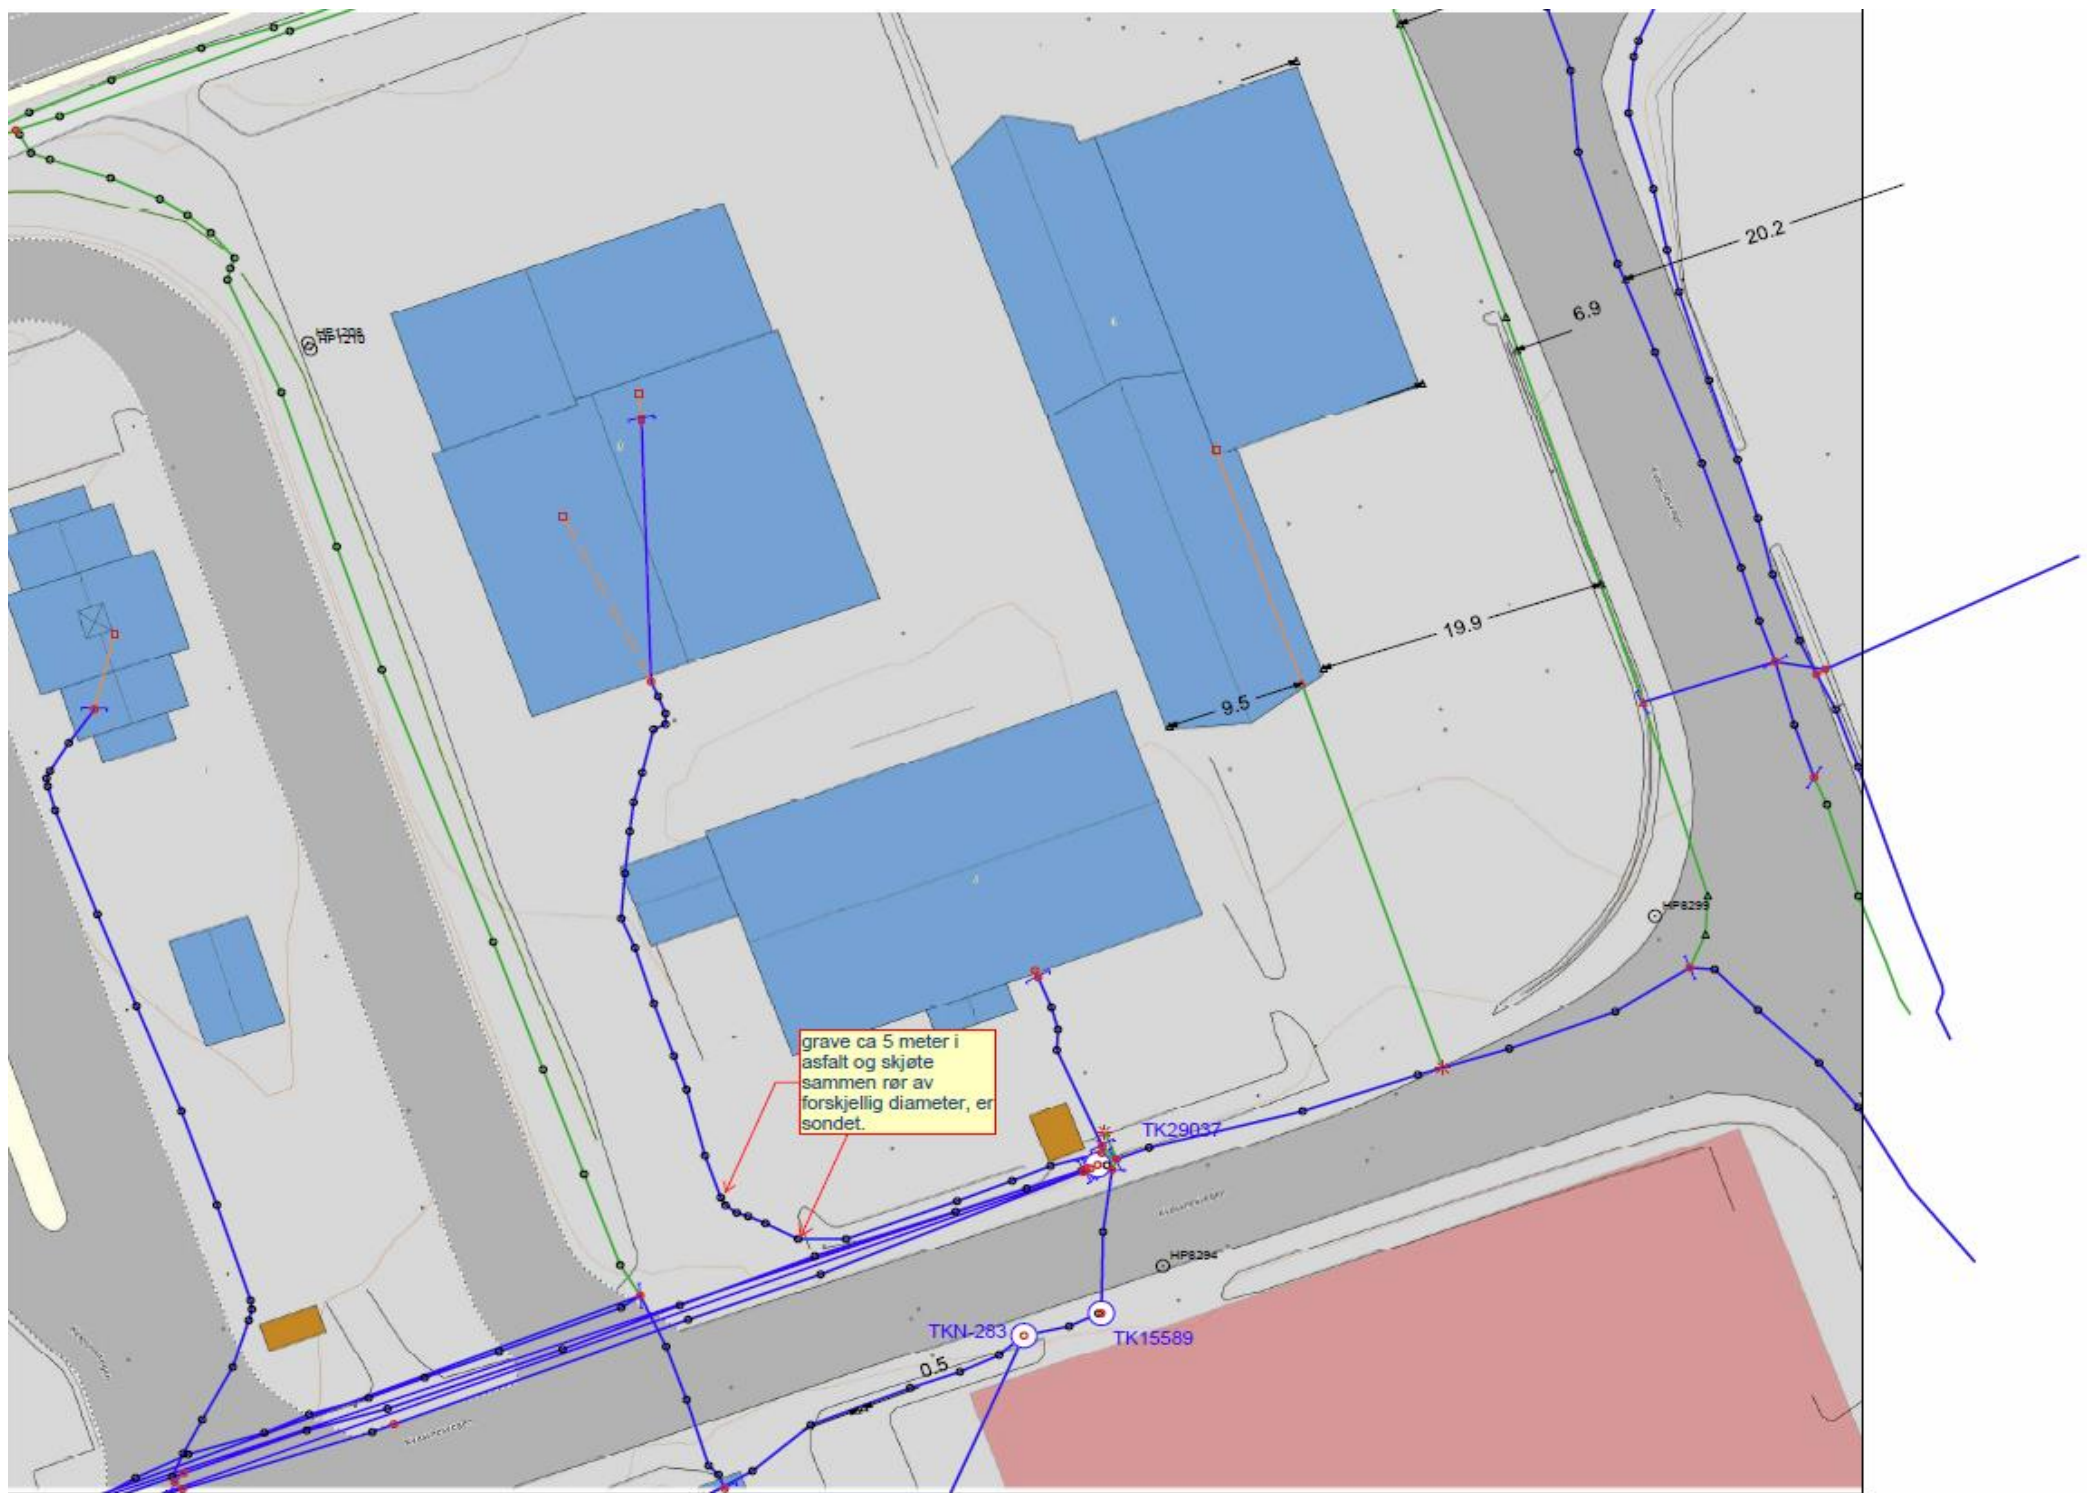 20.2
6.9
HP1208
HP1210
19.9
9.5
HP8299
grave ca 5 meter i
asfalt og skjøte
sammen rør av
forskjellig diameter, er
sondet.
TK29037
HP8294
TKN-283
TK15589
0.5